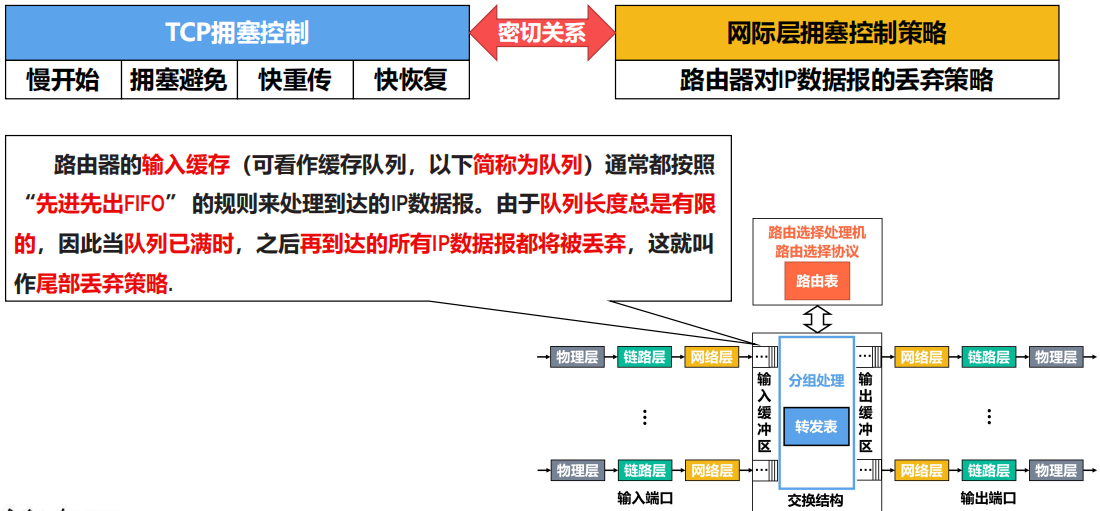 TCP拥塞控制
密切关系
网际层拥塞控制策略
慢开始 拥塞避免 快重传 快恢复
路由器对IP数据报的丢弃策略
路由器的输入缓存（可看作缓存队列，以下简称为队列）通常都按照
“先进先出FIFO” 的规则来处理到达的IP数据报。由于队列长度总是有限
的，因此当队列已满时，之后再到达的所有IP数据报都将被丢弃，这就叫
作尾部丢弃策略.
路由选择处理机
路由选择协议
路由表
物理层 链路层 网络层 … … 网络层 链路层 物理层
输入缓冲区
分组处理
转发表
输出缓冲区
物理层 链路层 网络层 … … 网络层 链路层 物理层
输入端口
交换结构
输出端口